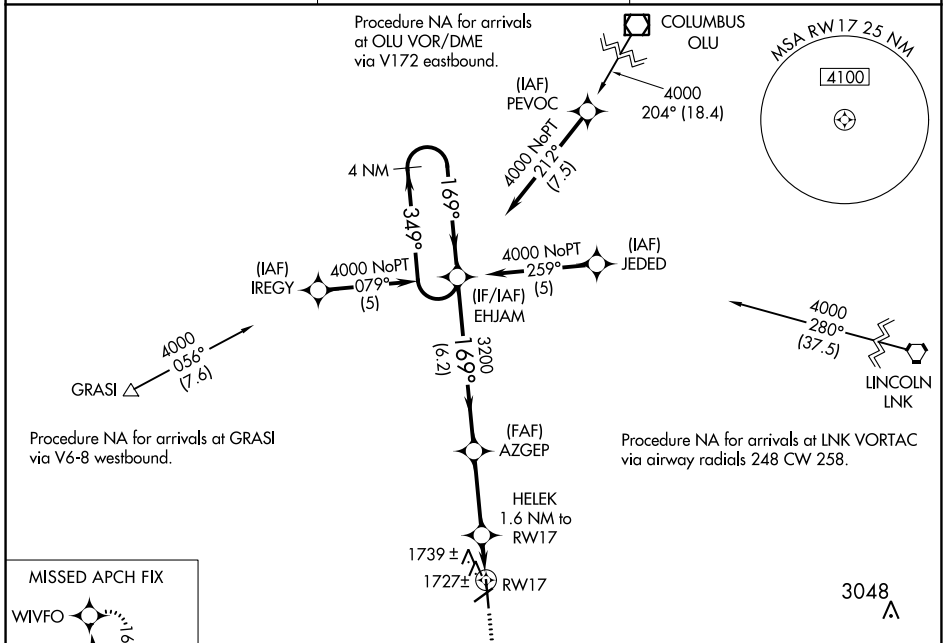 Procedure NA for arrivals
at OLU VOR/DME
via V172 eastbound.
COLUMBUS
OLU
MSA RW17 25 NM
4100
4000
204° (18.4)
(IAF)
PEVOC
4000 NoPT
212°
(7.5)
4 NM
169°
349°
(IAF)
IREGY
4000 NoPT
079°
(5)
4000 NoPT
259°
(5)
(IAF)
JEDED
(IF/IAF)
EHJAM
4000
056°
(7.6)
GRASI
3200
169°
(6.2)
4000
280°
(37.5)
LINCOLN
LNK
Procedure NA for arrivals at GRASI
via V6-8 westbound.
(FAF)
AZGEP
Procedure NA for arrivals at LNK VORTAC
via airway radials 248 CW 258.
HELEK
1.6 NM to
RW17
1739 ±
1727±
RW17
3048
MISSED APCH FIX
WIVFO